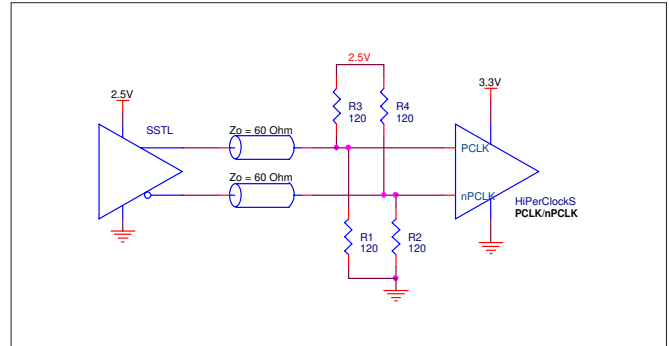 2.5V
SSTL
Zo = 60 Ohm
Zo = 60 Ohm
2.5V
R3
120
R4
120
R1
120
R2
120
3.3V
PCLK
nPCLK
HiPerClockS
PCLK/nPCLK